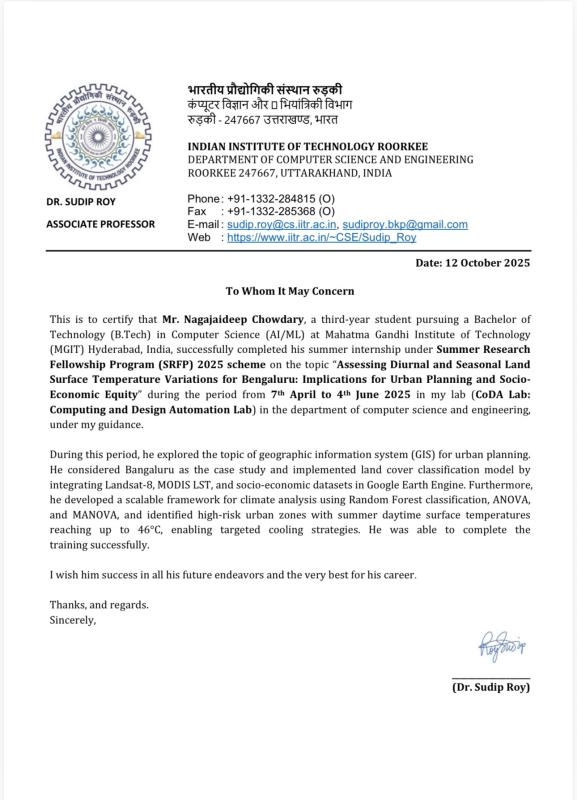 भारतीय प्रौद्योगिकी संस्थान रुड़की
कंप्यूटर विज्ञान और भियांत्रिकी विभाग
रुड़की - 247667 उत्तराखण्ड, भारत
INDIAN INSTITUTE OF TECHNOLOGY ROORKEE
DEPARTMENT OF COMPUTER SCIENCE AND ENGINEERING
ROORKEE 247667, UTTARAKHAND, INDIA
DR. SUDIP ROY
ASSOCIATE PROFESSOR
Phone: +91-1332-284815 (O)
Fax : +91-1332-285368 (O)
E-mail: sudip.roy@cs.iitr.ac.in, sudiproy.bkp@gmail.com
Web : https://www.iitr.ac.in/~CSE/Sudip_Roy
Date: 12 October 2025
To Whom It May Concern
This is to certify that Mr. Nagajaideep Chowdary, a third-year student pursuing a Bachelor of
Technology (B.Tech) in Computer Science (AI/ML) at Mahatma Gandhi Institute of Technology
(MGIT) Hyderabad, India, successfully completed his summer internship under Summer Research
Fellowship Program (SRFP) 2025 scheme on the topic “Assessing Diurnal and Seasonal Land
Surface Temperature Variations for Bengaluru: Implications for Urban Planning and Socio-
Economic Equity” during the period from 7th April to 4th June 2025 in my lab (CoDA Lab:
Computing and Design Automation Lab) in the department of computer science and engineering,
under my guidance.
During this period, he explored the topic of geographic information system (GIS) for urban planning.
He considered Bangaluru as the case study and implemented land cover classification model by
integrating Landsat-8, MODIS LST, and socio-economic datasets in Google Earth Engine. Furthermore,
he developed a scalable framework for climate analysis using Random Forest classification, ANOVA,
and MANOVA, and identified high-risk urban zones with summer daytime surface temperatures
reaching up to 46°C, enabling targeted cooling strategies. He was able to complete the
training successfully.
I wish him success in all his future endeavors and the very best for his career.
Thanks, and regards.
Sincerely,
(Dr. Sudip Roy)